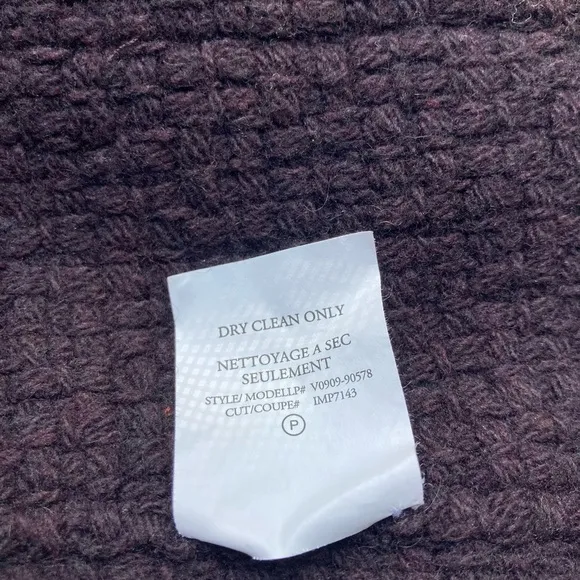 DRY CLEAN ONLY
NETTOYAGE A SEC
SEULEMENT
STYLE/ MODELLP# V0909-90578
CUT/COUPE# IMP7143
P